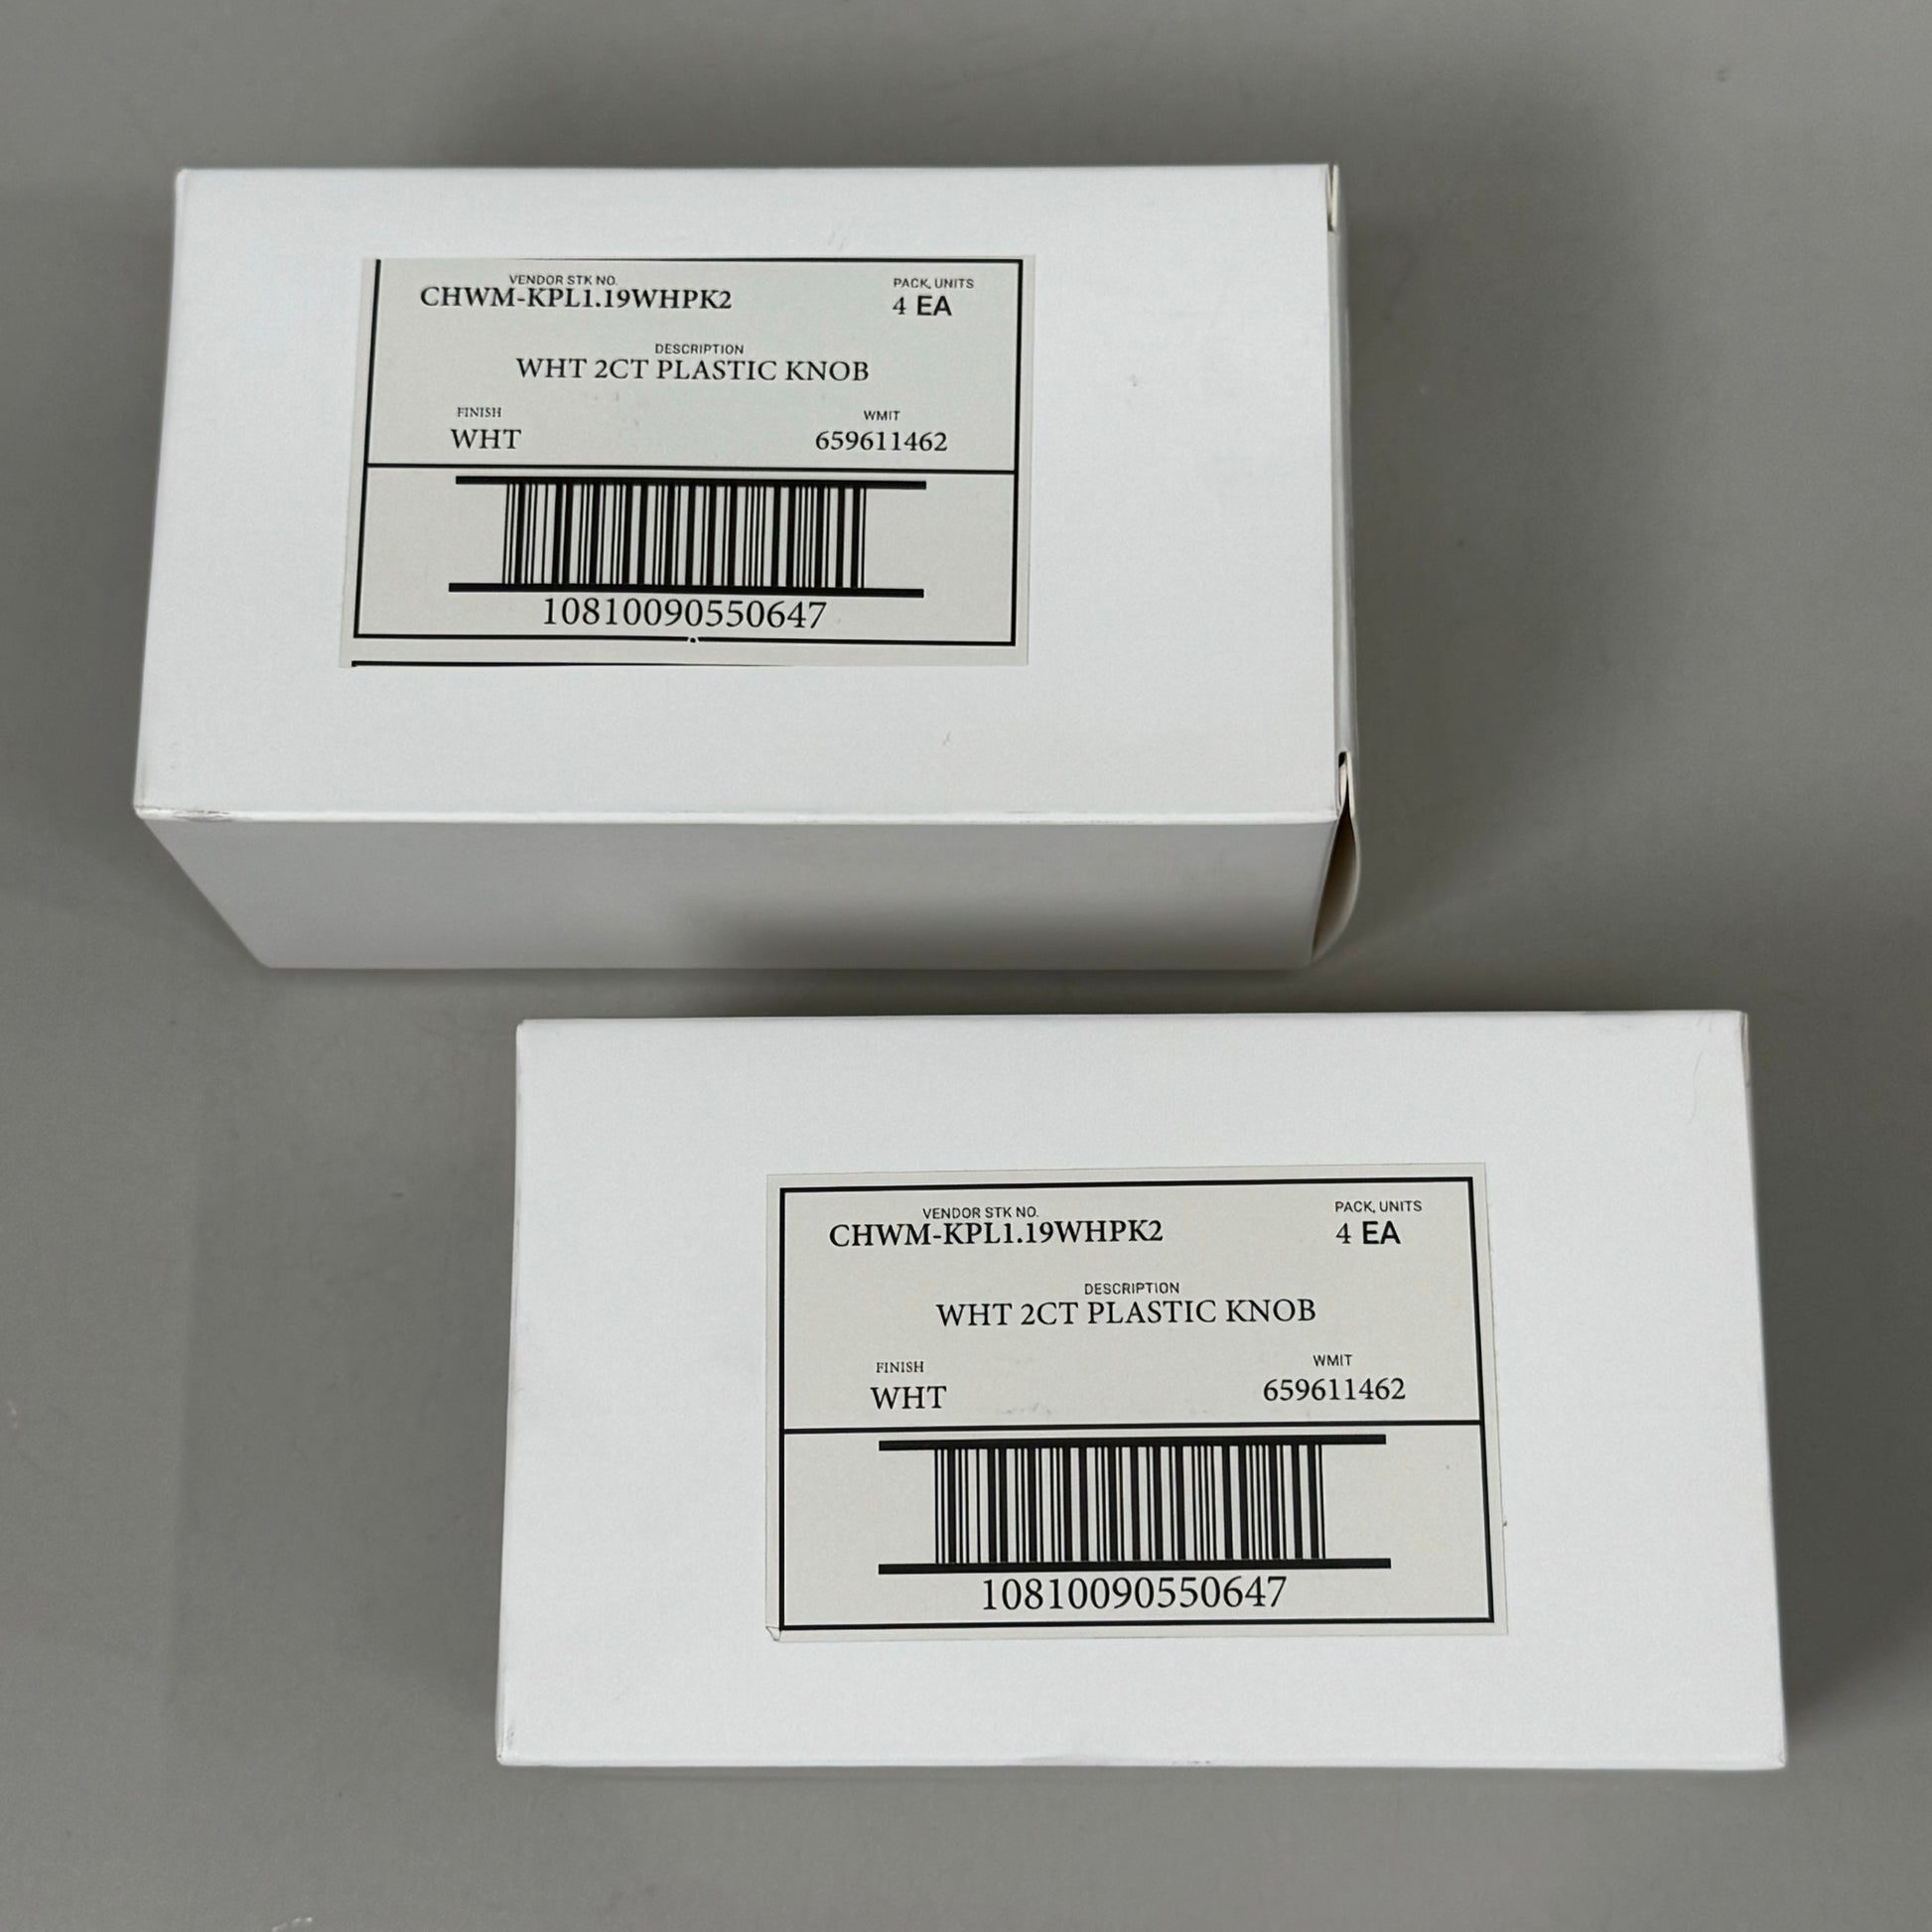 VENDOR STK NO. PACK, UNITS
CHWM-KPL1.19WHPK2 4 EA
DESCRIPTION
WHT 2CT PLASTIC KNOB
FINISH WMIT
WHT 659611462
10810090550647
VENDOR STK NO. PACK, UNITS
CHWM-KPL1.19WHPK2 4 EA
DESCRIPTION
WHT 2CT PLASTIC KNOB
FINISH WMIT
WHT 659611462
10810090550647